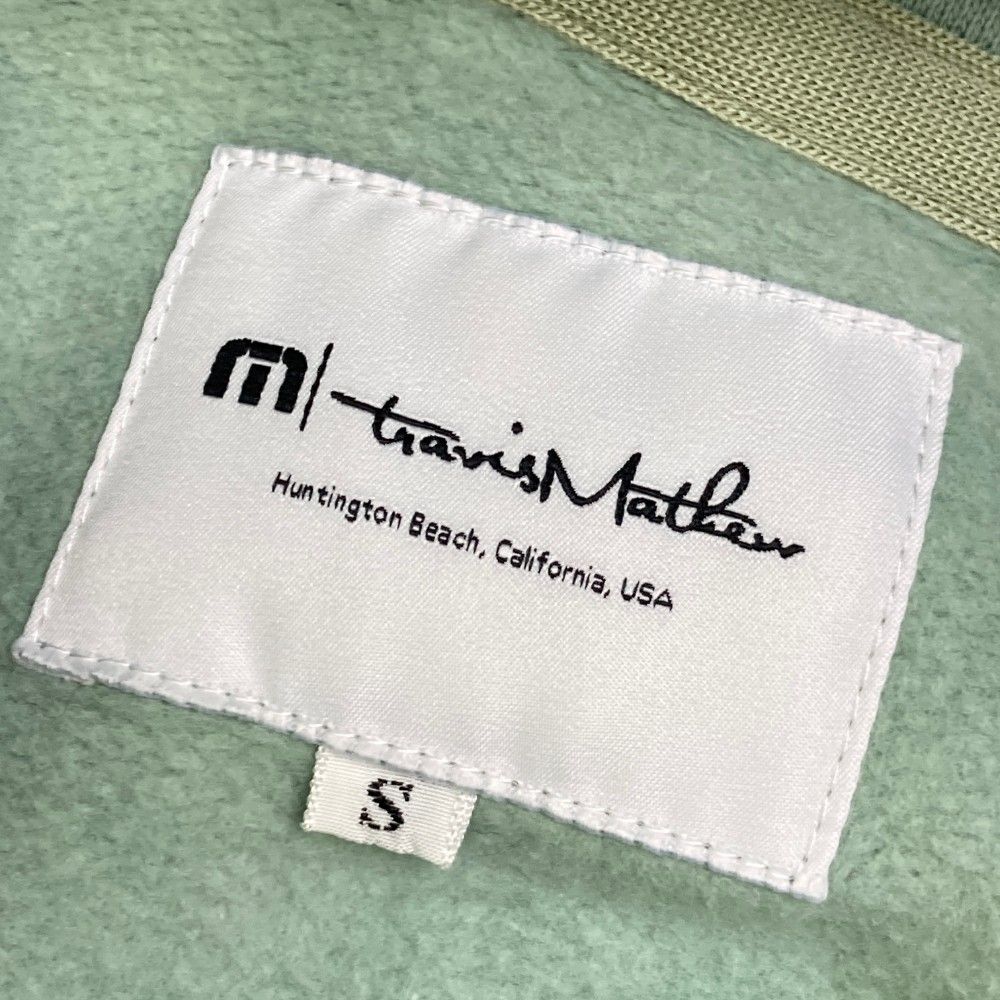 travisMathew
Huntington Beach, California, USA
S